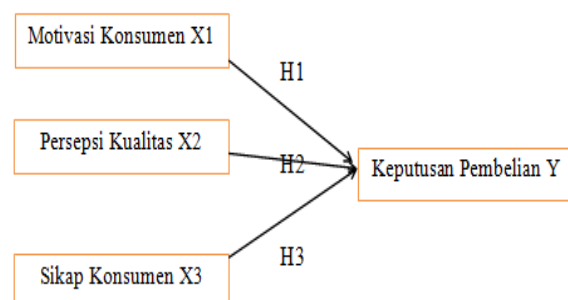 Motivasi Konsumen X1
H1
Persepsi Kualitas X2
H2
Keputusan Pembelian Y
H3
Sikap Konsumen X3